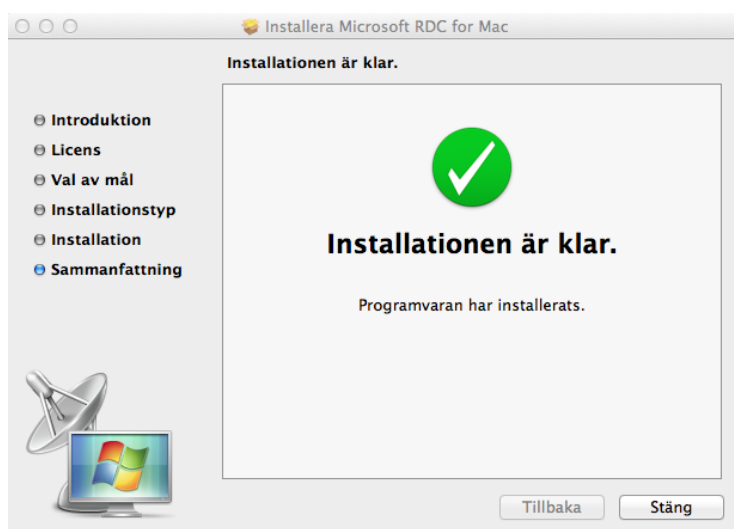 Installera Microsoft RDC for Mac
Installationen är klar.
Introduktion
Licens
Val av mål
Installationstyp
Installation
Sammanfattning
Installationen är klar.
Programvaran har installerats.
Tillbaka
Stäng